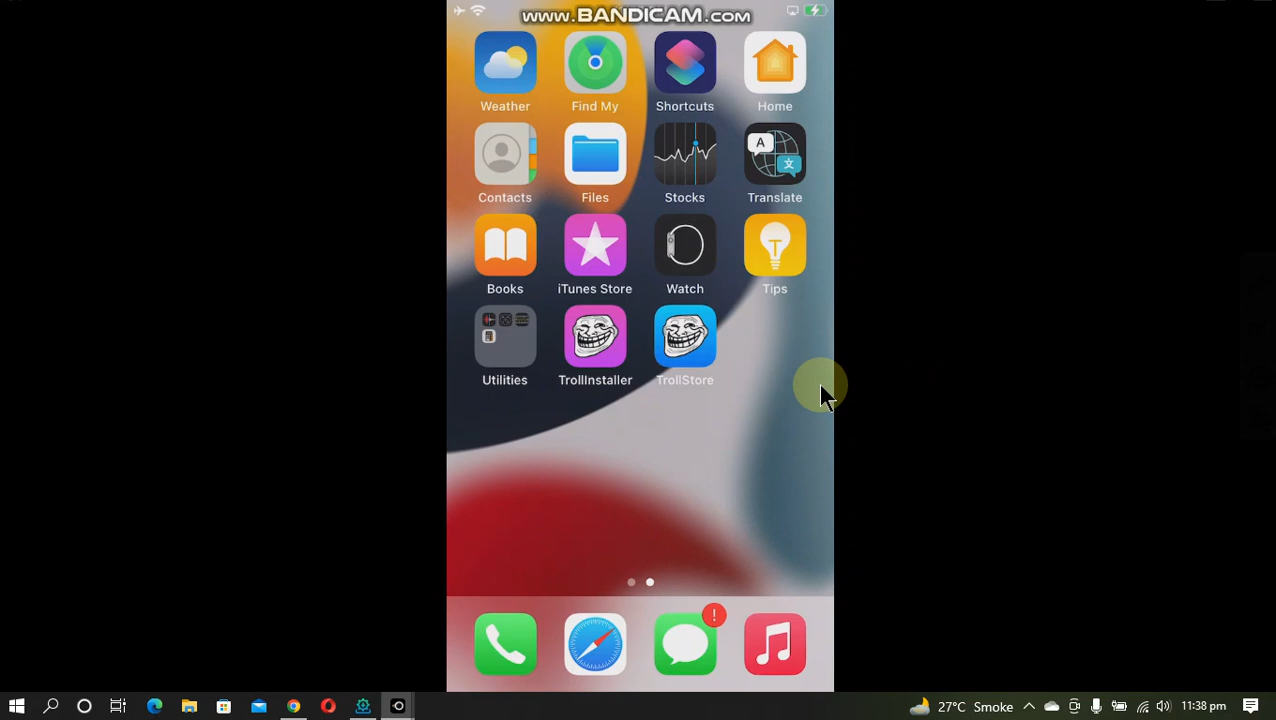 www.BANDICAM.com
Weather Find My Shortcuts Home
A
文
Contacts Files Stocks Translate
Books iTunes Store Watch Tips
Utilities TrollInstaller TrollStore
!
27°C Smoke 11:38 pm